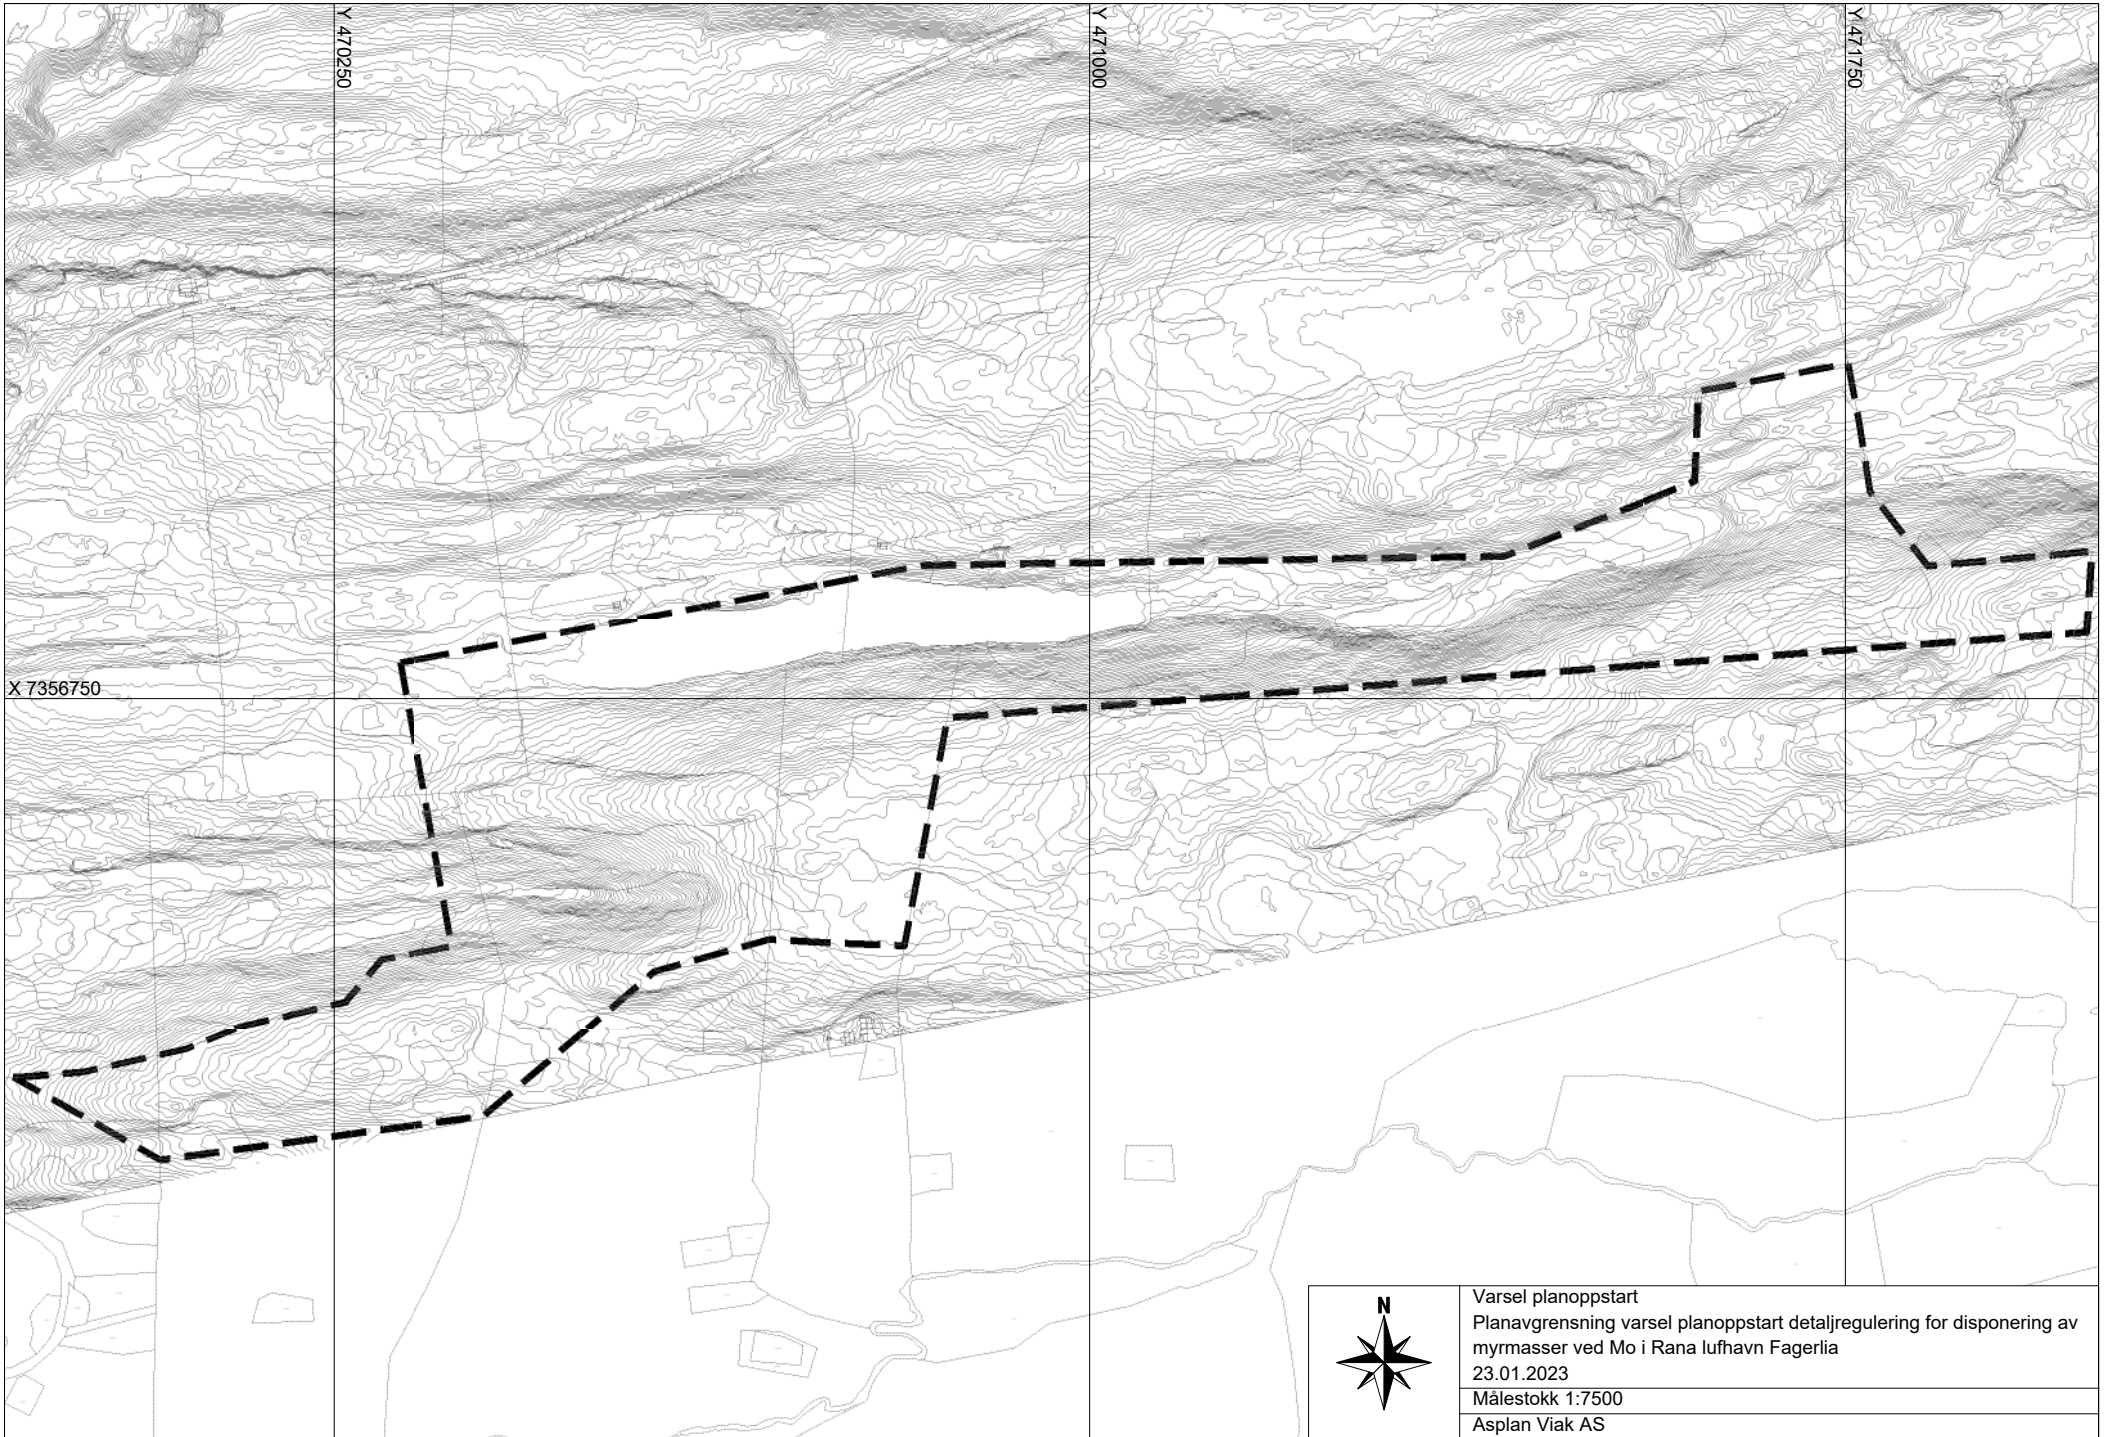 Y 470250
Y 471000
Y 471750
X 7356750
N
Varsel planoppstart
Planavgrensning varsel planoppstart detaljregulering for disponering av
myrmasser ved Mo i Rana lufhavn Fagerlia
23.01.2023
Målestokk 1:7500
Asplan Viak AS